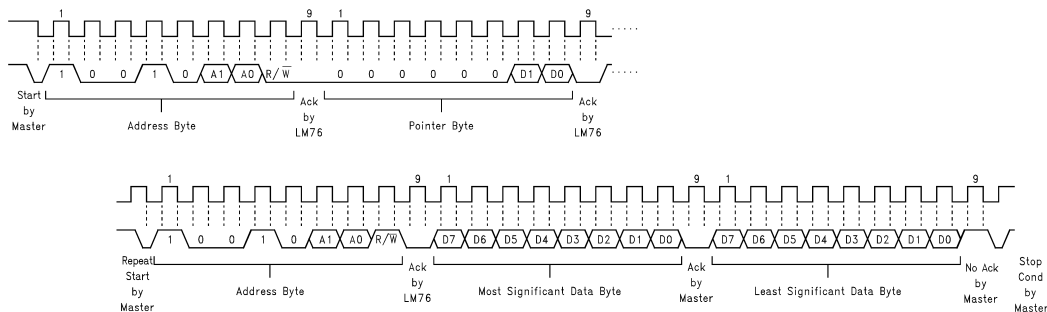 1 9 1 9
1 0 0 1 0 A1 A0 R/W̅ 0 0 0 0 0 0 D1 D0
Start
by
Master
Address Byte
Ack
by
LM76
Pointer Byte
Ack
by
LM76
1 9 1 9 1 9
1 0 0 1 0 A1 A0 R/W̅ D7 D6 D5 D4 D3 D2 D1 D0 D7 D6 D5 D4 D3 D2 D1 D0
Repeat
Start
by
Master
Address Byte
Ack
by
LM76
Most Significant Data Byte
Ack
by
Master
Least Significant Data Byte
No Ack
by
Master
Stop
Cond
by
Master